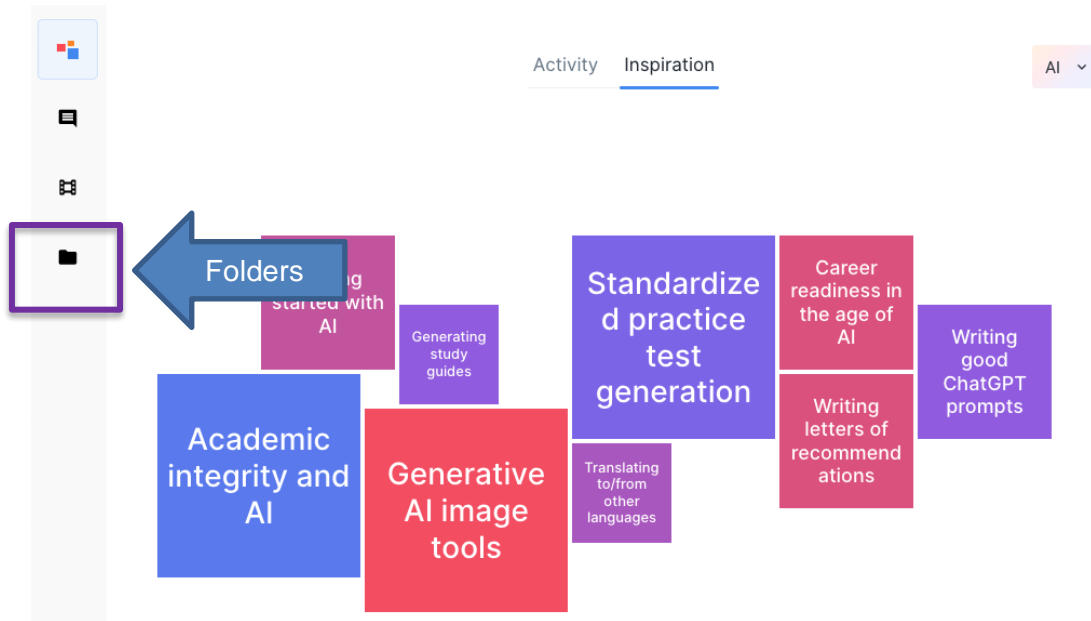 Activity
Inspiration
AI
Folders
started with
AI
Generating
study
guides
Academic
integrity and
AI
Generative
AI image
tools
Standardize
d practice
test
generation
Translating
to/from
other
languages
Career
readiness in
the age of
AI
Writing
letters of
recommend
ations
Writing
good
ChatGPT
prompts